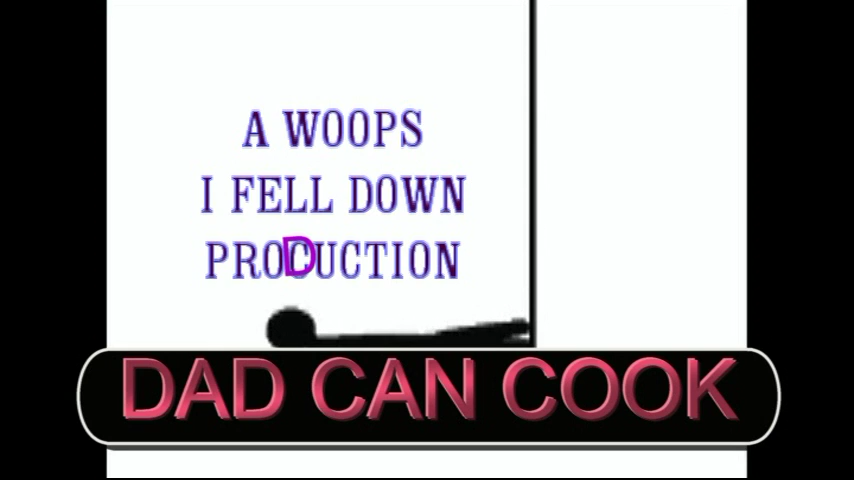 A WOOPS
I FELL DOWN
PRODUCTION
DAD CAN COOK